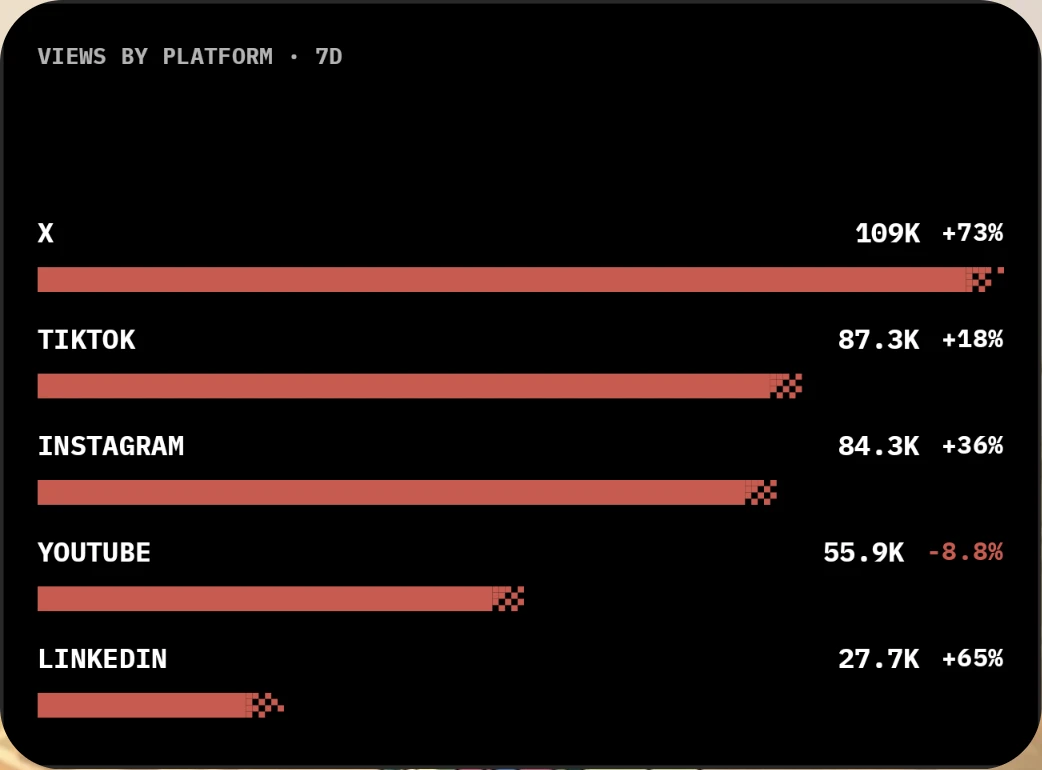 VIEWS BY PLATFORM · 7D
X 109K +73%
TIKTOK 87.3K +18%
INSTAGRAM 84.3K +36%
YOUTUBE 55.9K -8.8%
LINKEDIN 27.7K +65%